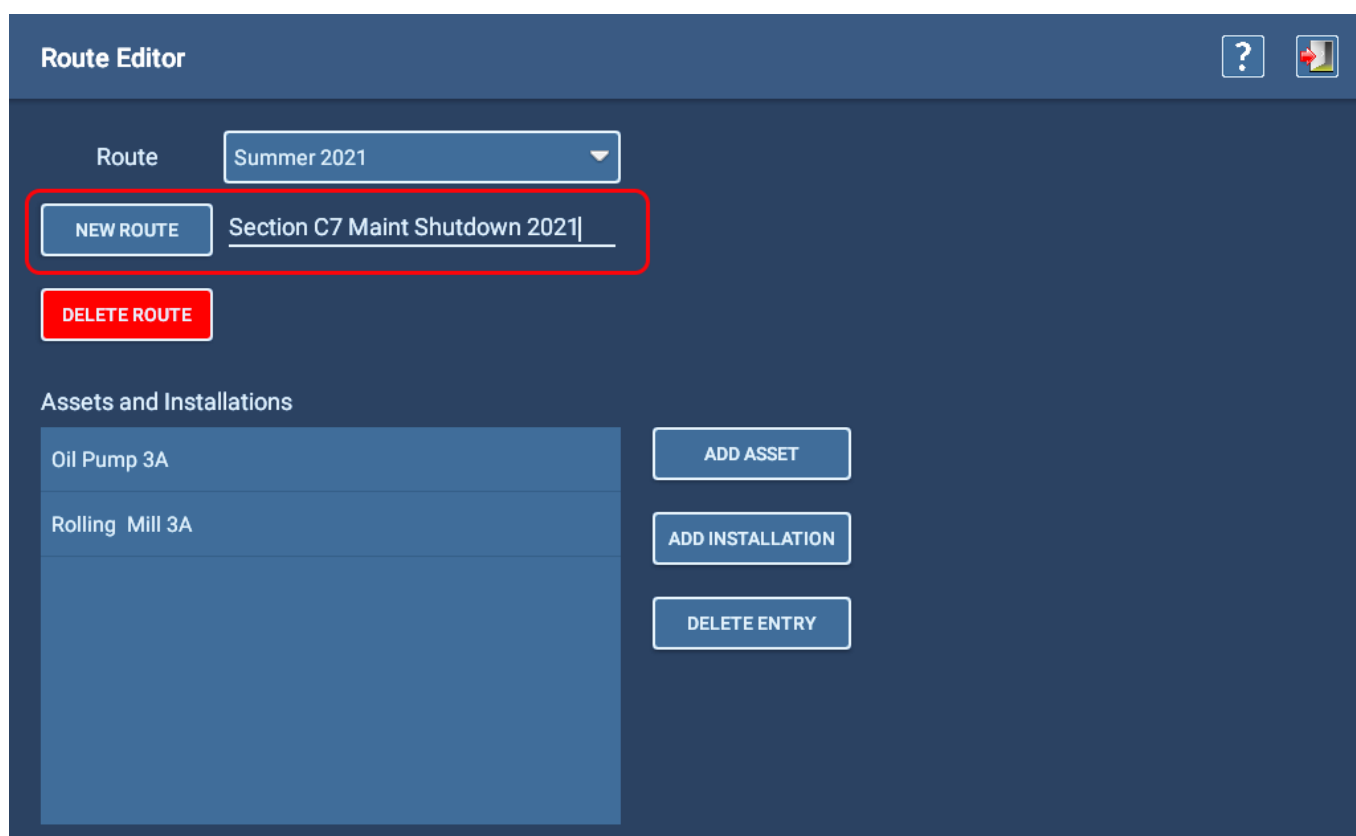 Route Editor
?
Route
Summer 2021
NEW ROUTE
Section C7 Maint Shutdown 2021
DELETE ROUTE
Assets and Installations
Oil Pump 3A
ADD ASSET
Rolling  Mill 3A
ADD INSTALLATION
DELETE ENTRY